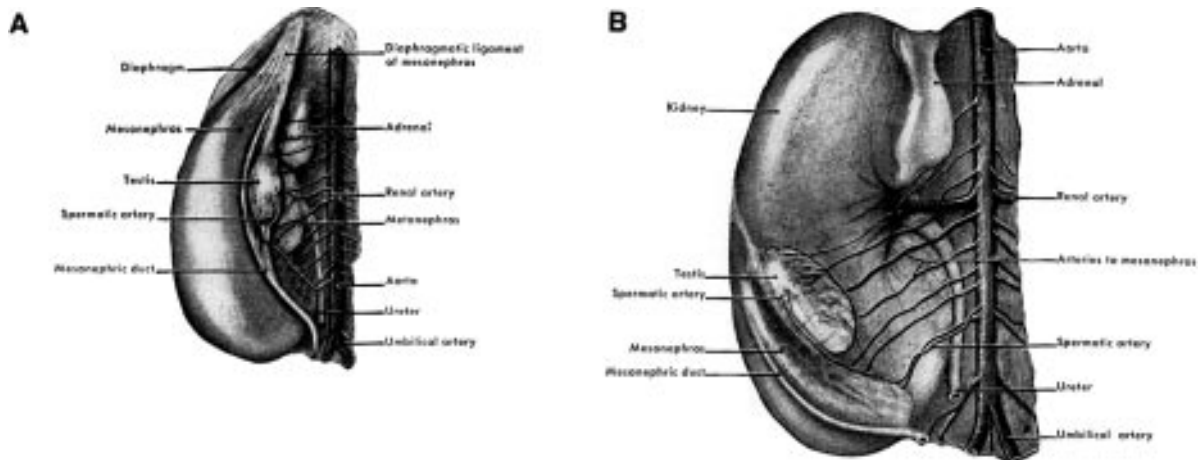 A
Diaphragm
Mesonephros
Testis
Spermatic artery
Mesonephric duct
Diaphragmatic ligament
of mesonephros
Adrenal
Renal artery
Metanephros
Aorta
Ureter
Umbilical artery
B
Kidney
Testis
Spermatic artery
Mesonephros
Mesonephric duct
Aorta
Adrenal
Renal artery
Arteries to mesonephros
Spermatic artery
Ureter
Umbilical artery